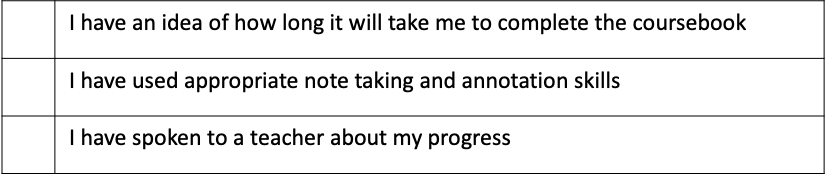 I have an idea of how long it will take me to complete the coursebook
I have used appropriate note taking and annotation skills
I have spoken to a teacher about my progress